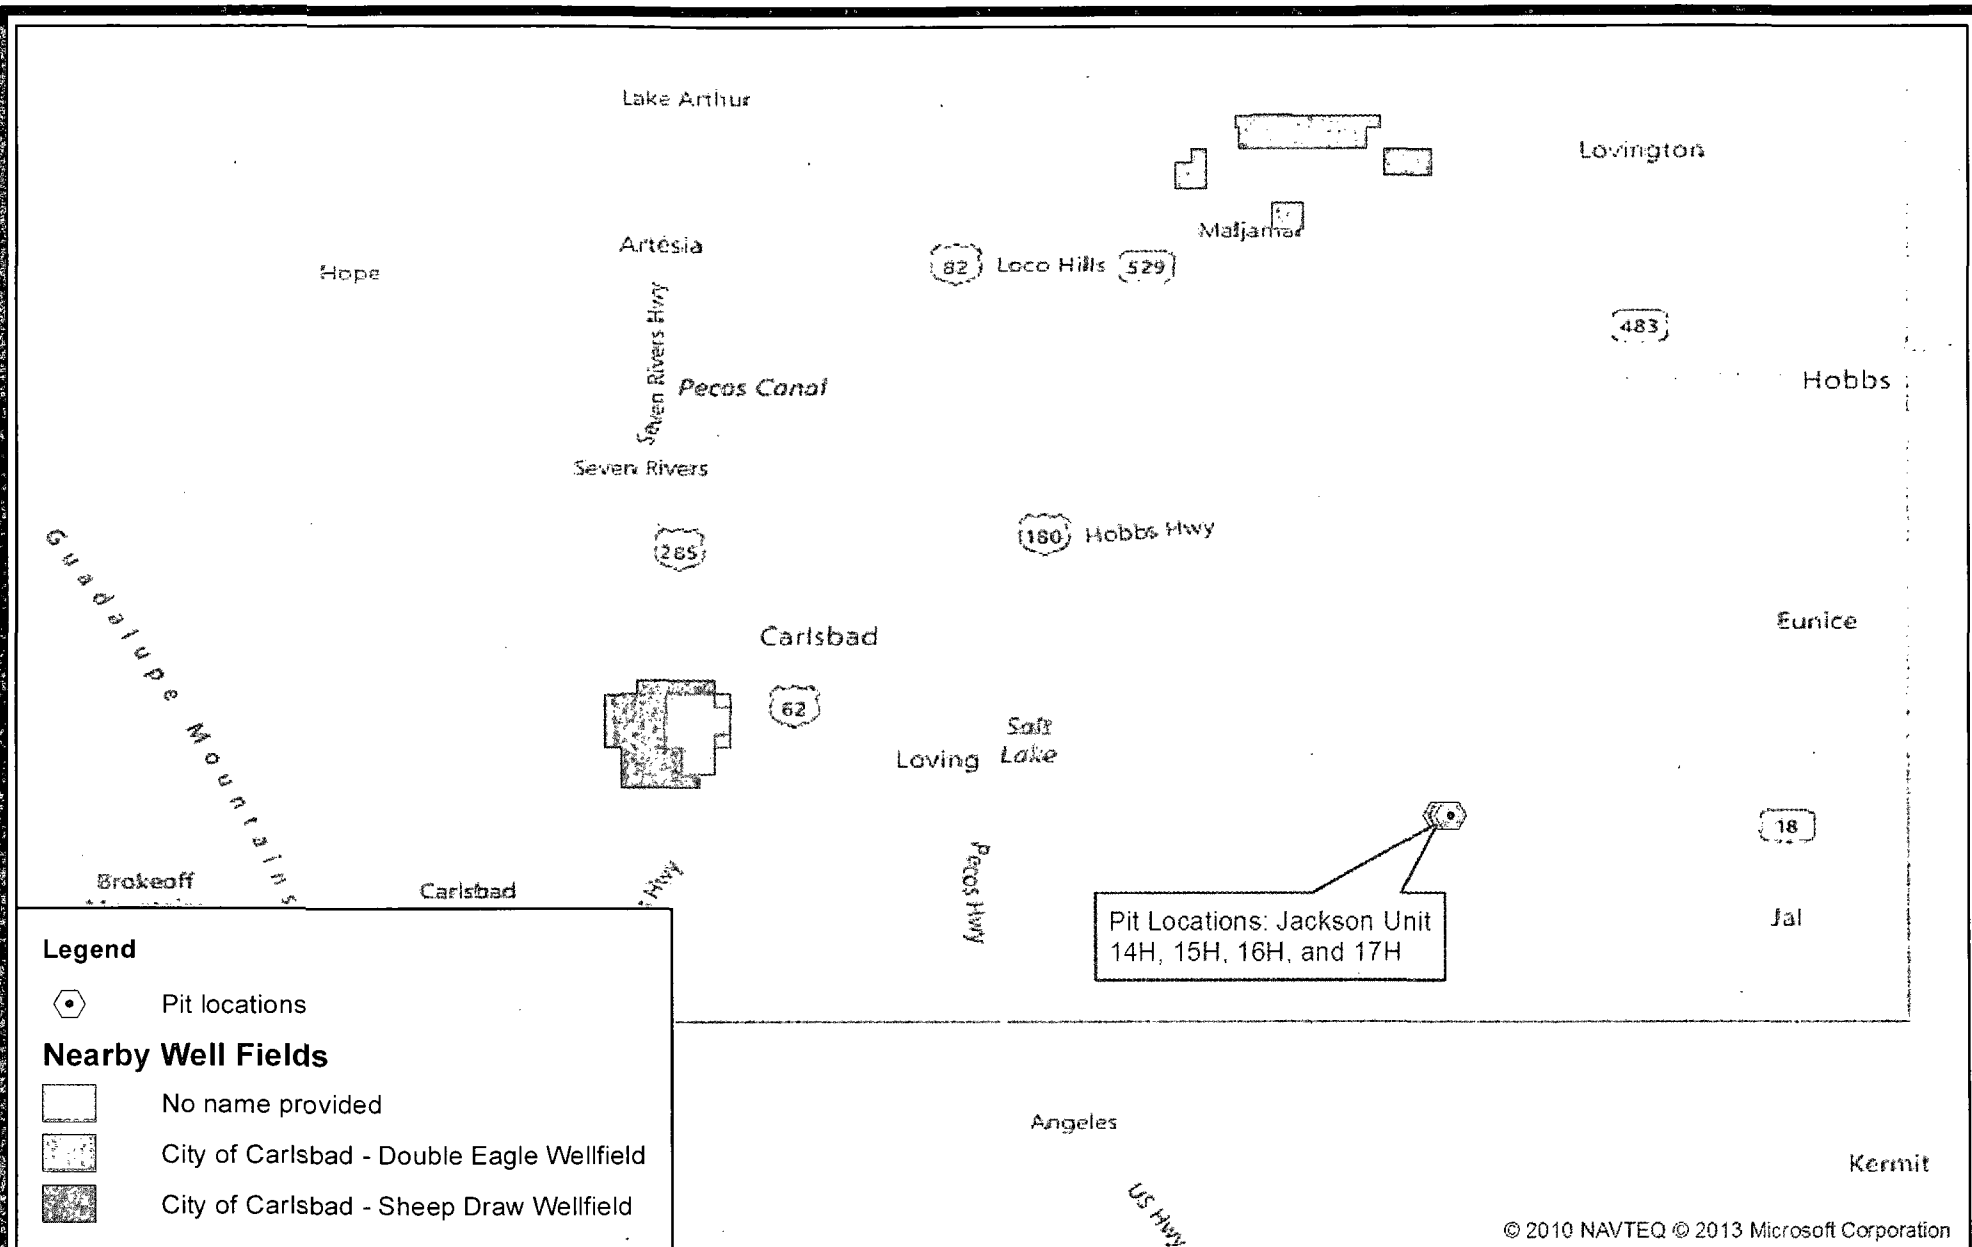 Lake Arthur
Lovington
Maljamar
Artesia
Hope
82
Loco Hills
529
Seven Rivers Hwy
483
Pecos Canal
Hobbs
Seven Rivers
Guadalupe Mountains
285
180
Hobbs Hwy
Eunice
Carlsbad
62
Salt
Lake
Loving
18
Pecos Hwy
Brokeoff
Carlsbad
Hwy
Pit Locations: Jackson Unit
14H, 15H, 16H, and 17H
Jal
Legend
Pit locations
Nearby Well Fields
No name provided
City of Carlsbad - Double Eagle Wellfield
City of Carlsbad - Sheep Draw Wellfield
Angeles
Kermit
US Hwy
© 2010 NAVTEQ © 2013 Microsoft Corporation